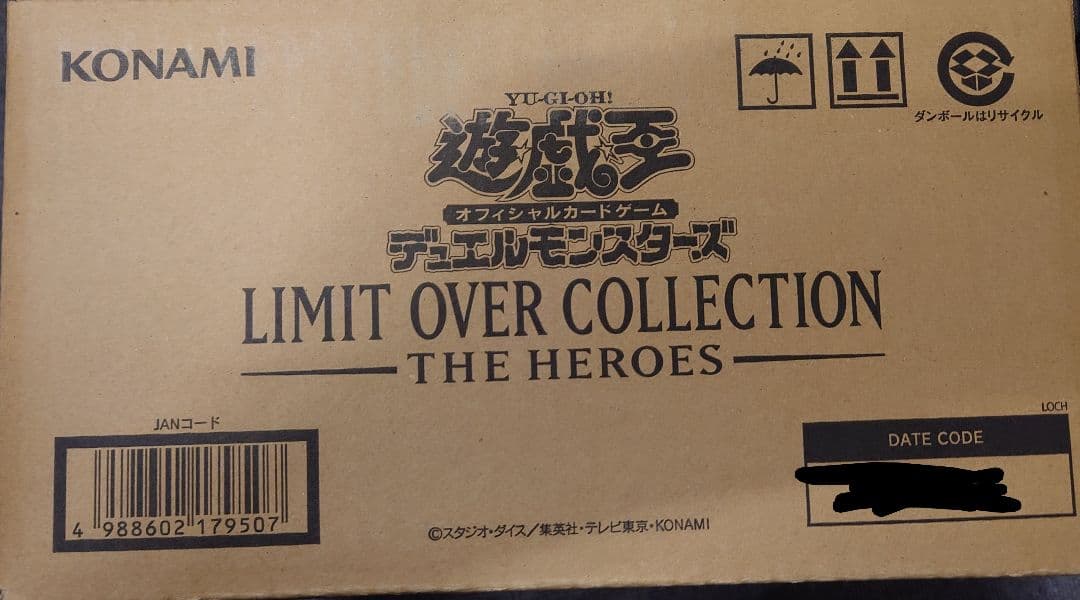 KONAMI
ダンボールはリサイクル
YU-GI-OH!
遊戯王
オフィシャルカードゲーム
デュエルモンスターズ
LIMIT OVER COLLECTION
THE HEROES
JANコード
4 988602 179507
LOCH
DATE CODE
©スタジオ・ダイス/集英社・テレビ東京・KONAMI